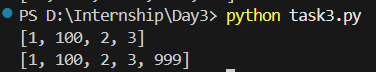 PS D:\Internship\Day3> python task3.py
[1, 100, 2, 3]
[1, 100, 2, 3, 999]